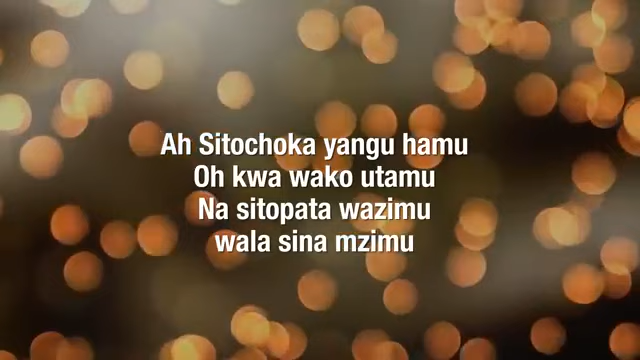 Ah Sitochoka yangu hamu
Oh kwa wako utamu
Na sitopata wazimu
wala sina mzimu